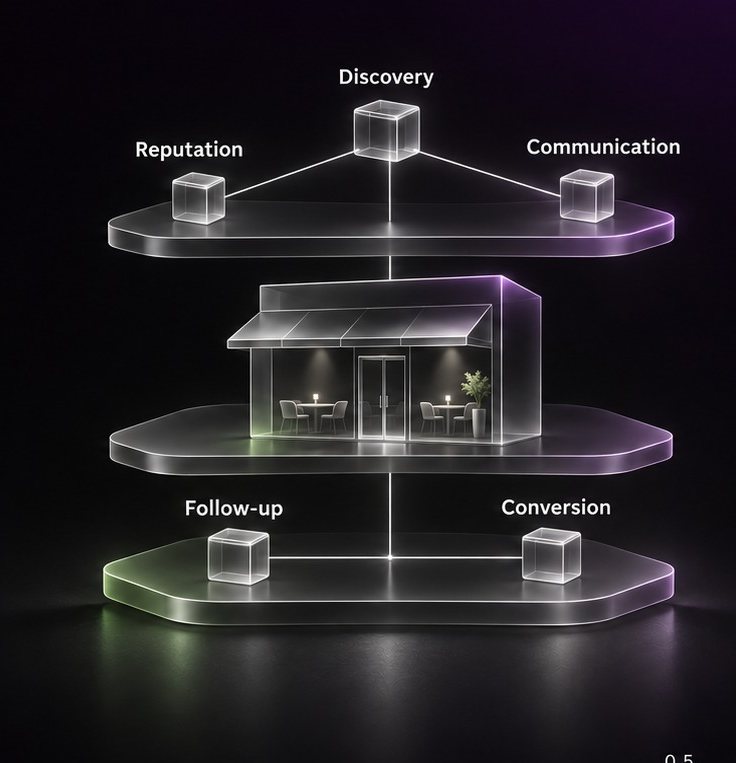 Discovery
Reputation
Communication
Follow-up
Conversion